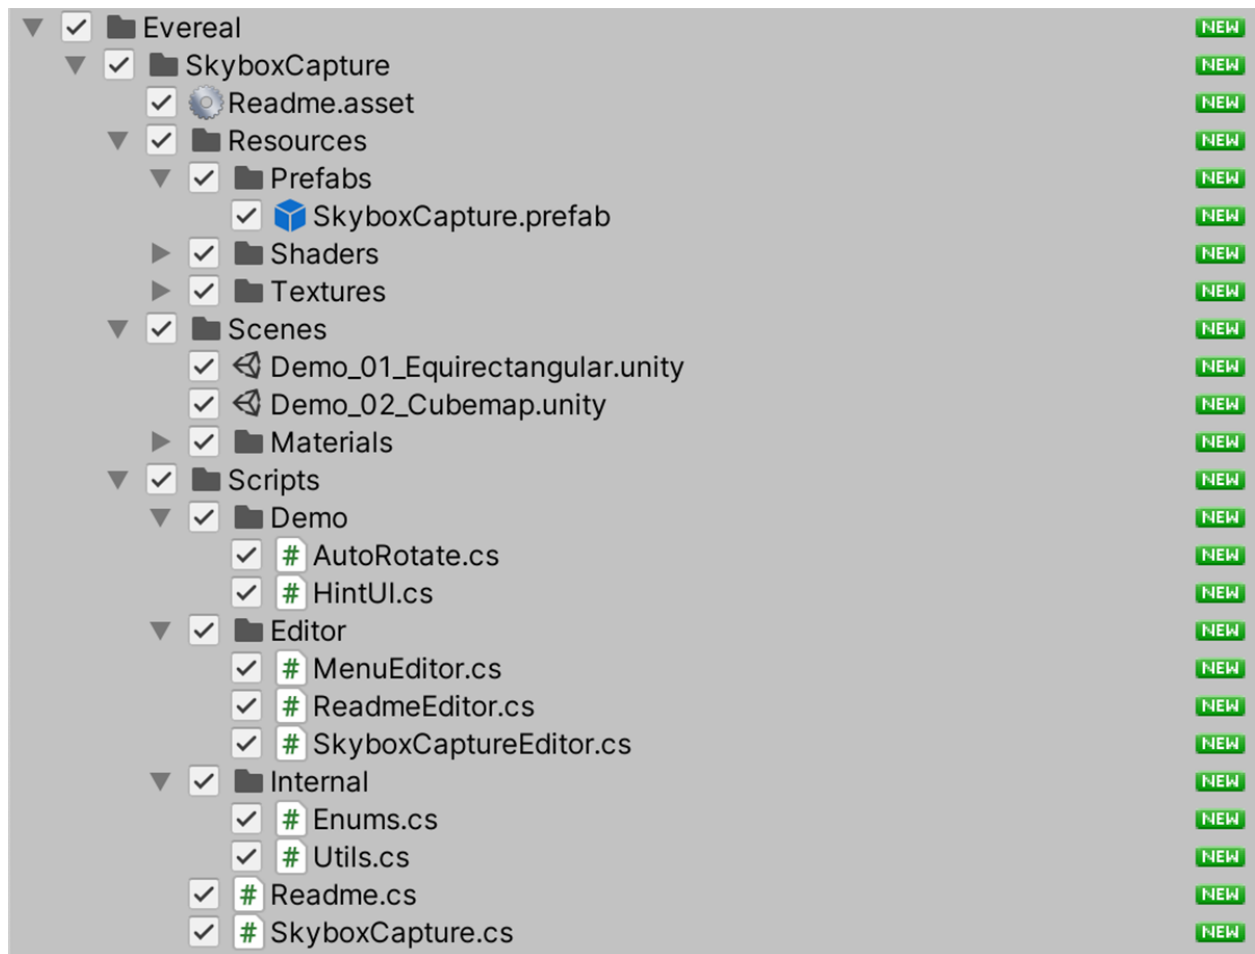 Evereal NEW
SkyboxCapture NEW
Readme.asset NEW
Resources NEW
Prefabs NEW
SkyboxCapture.prefab NEW
Shaders NEW
Textures NEW
Scenes NEW
Demo_01_Equirectangular.unity NEW
Demo_02_Cubemap.unity NEW
Materials NEW
Scripts NEW
Demo NEW
# AutoRotate.cs NEW
# HintUI.cs NEW
Editor NEW
# MenuEditor.cs NEW
# ReadmeEditor.cs NEW
# SkyboxCaptureEditor.cs NEW
Internal NEW
# Enums.cs NEW
# Utils.cs NEW
# Readme.cs NEW
# SkyboxCapture.cs NEW